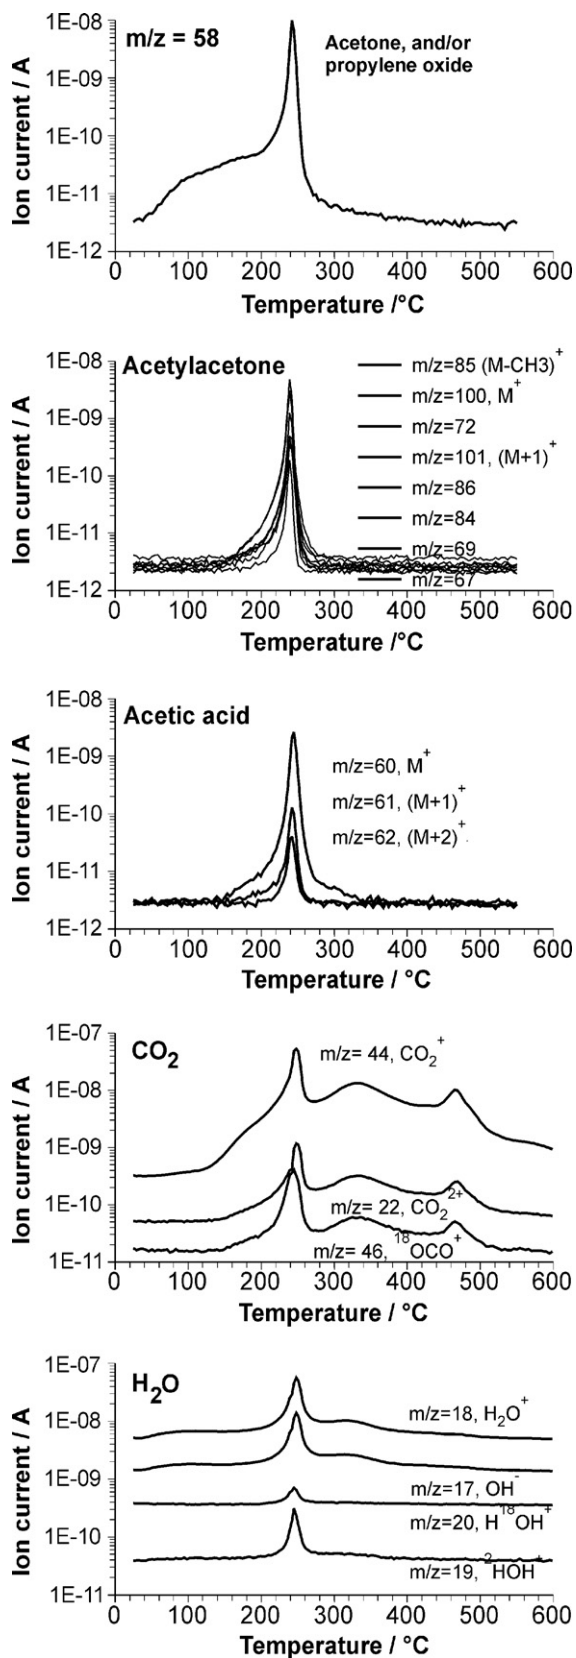 m/z = 58
Acetone, and/or
propylene oxide
Ion current / A
1E-08
1E-09
1E-10
1E-11
1E-12
0 100 200 300 400 500 600
Temperature /°C
Acetylacetone
m/z=85 (M-CH3)+
m/z=100, M+
m/z=72
m/z=101, (M+1)+
m/z=86
m/z=84
m/z=69
m/z=67
Ion current / A
1E-07
1E-08
1E-09
1E-10
1E-11
1E-12
0 100 200 300 400 500 600
Temperature /°C
Acetic acid
m/z=60, M+
m/z=61, (M+1)+
m/z=62, (M+2)+.
Ion current / A
1E-08
1E-09
1E-10
1E-11
1E-12
0 100 200 300 400 500 600
Temperature / °C
CO2
m/z= 44, CO2+
m/z= 22, CO22+
m/z= 46, 18OCO+
Ion current / A
1E-07
1E-08
1E-09
1E-10
1E-11
0 100 200 300 400 500 600
Temperature / °C
H2O
m/z=18, H2O+
m/z=17, OH-
m/z=20, H18OH+
m/z=19, 2HOH+
Ion current / A
1E-07
1E-08
1E-09
1E-10
1E-11
0 100 200 300 400 500 600
Temperature / °C